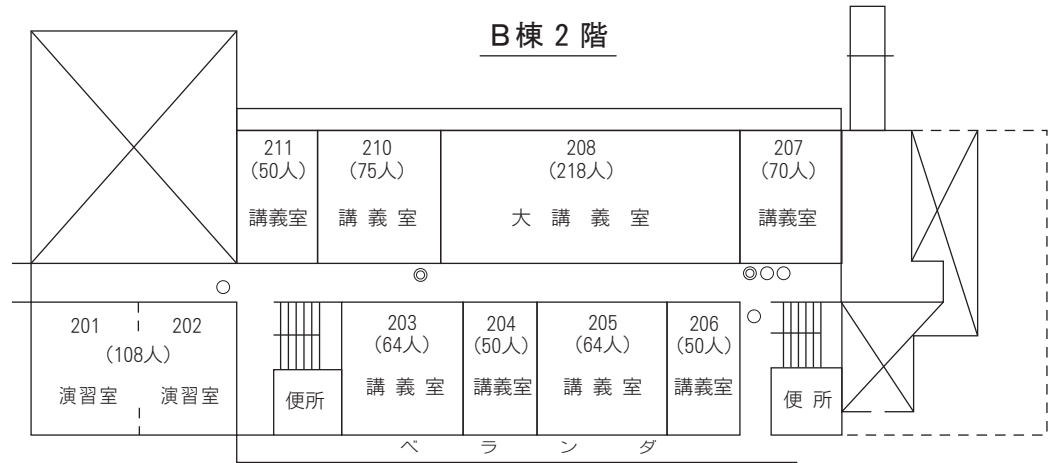 B棟2階
211
(50人)
講義室
210
(75人)
講義室
208
(218人)
大講義室
207
(70人)
講義室
201
202
(108人)
演習室
演習室
便所
203
(64人)
講義室
204
(50人)
講義室
205
(64人)
講義室
206
(50人)
講義室
便所
ベランダ